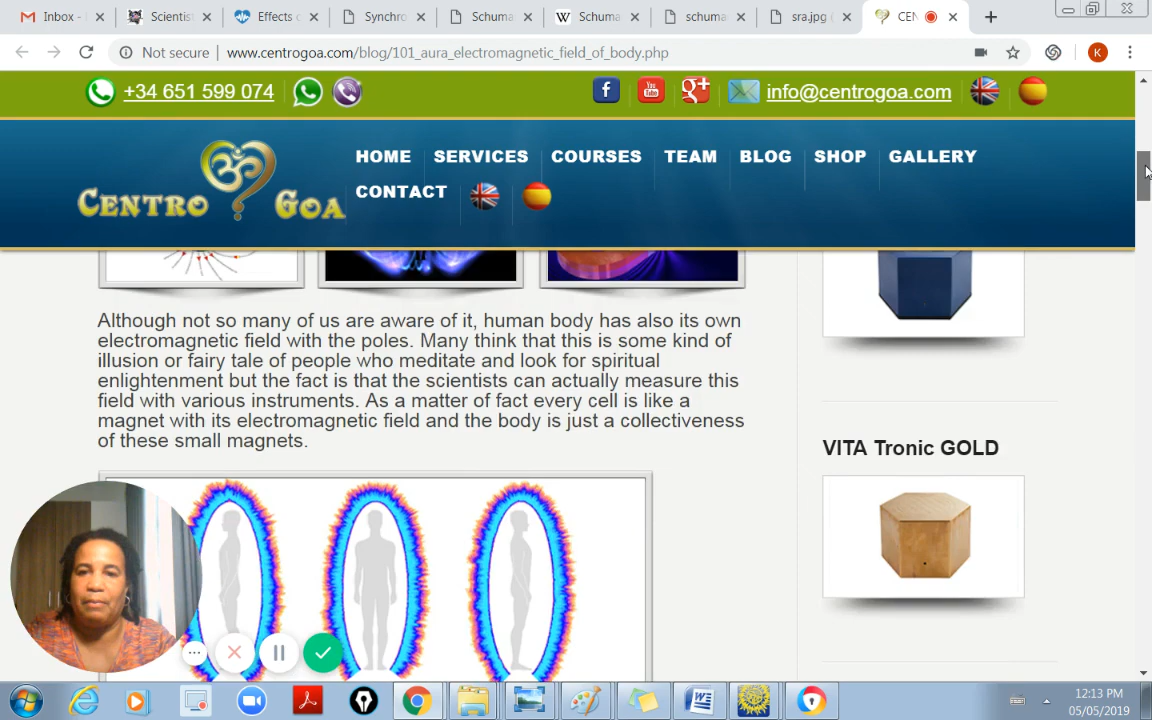 Inbox -
Scientist
Effects c
Synchro
Schuma
Schuma
schuma
sra.jpg (
CEN
Not secure
www.centrogoa.com/blog/101_aura_electromagnetic_field_of_body.php
K
+34 651 599 074
You
Tube
info@centrogoa.com
CENTRO GOA
HOME SERVICES COURSES TEAM BLOG SHOP GALLERY
CONTACT
Although not so many of us are aware of it, human body has also its own
electromagnetic field with the poles. Many think that this is some kind of
illusion or fairy tale of people who meditate and look for spiritual
enlightenment but the fact is that the scientists can actually measure this
field with various instruments. As a matter of fact every cell is like a
magnet with its electromagnetic field and the body is just a collectiveness
of these small magnets.
VITA Tronic GOLD
12:13 PM
05/05/2019